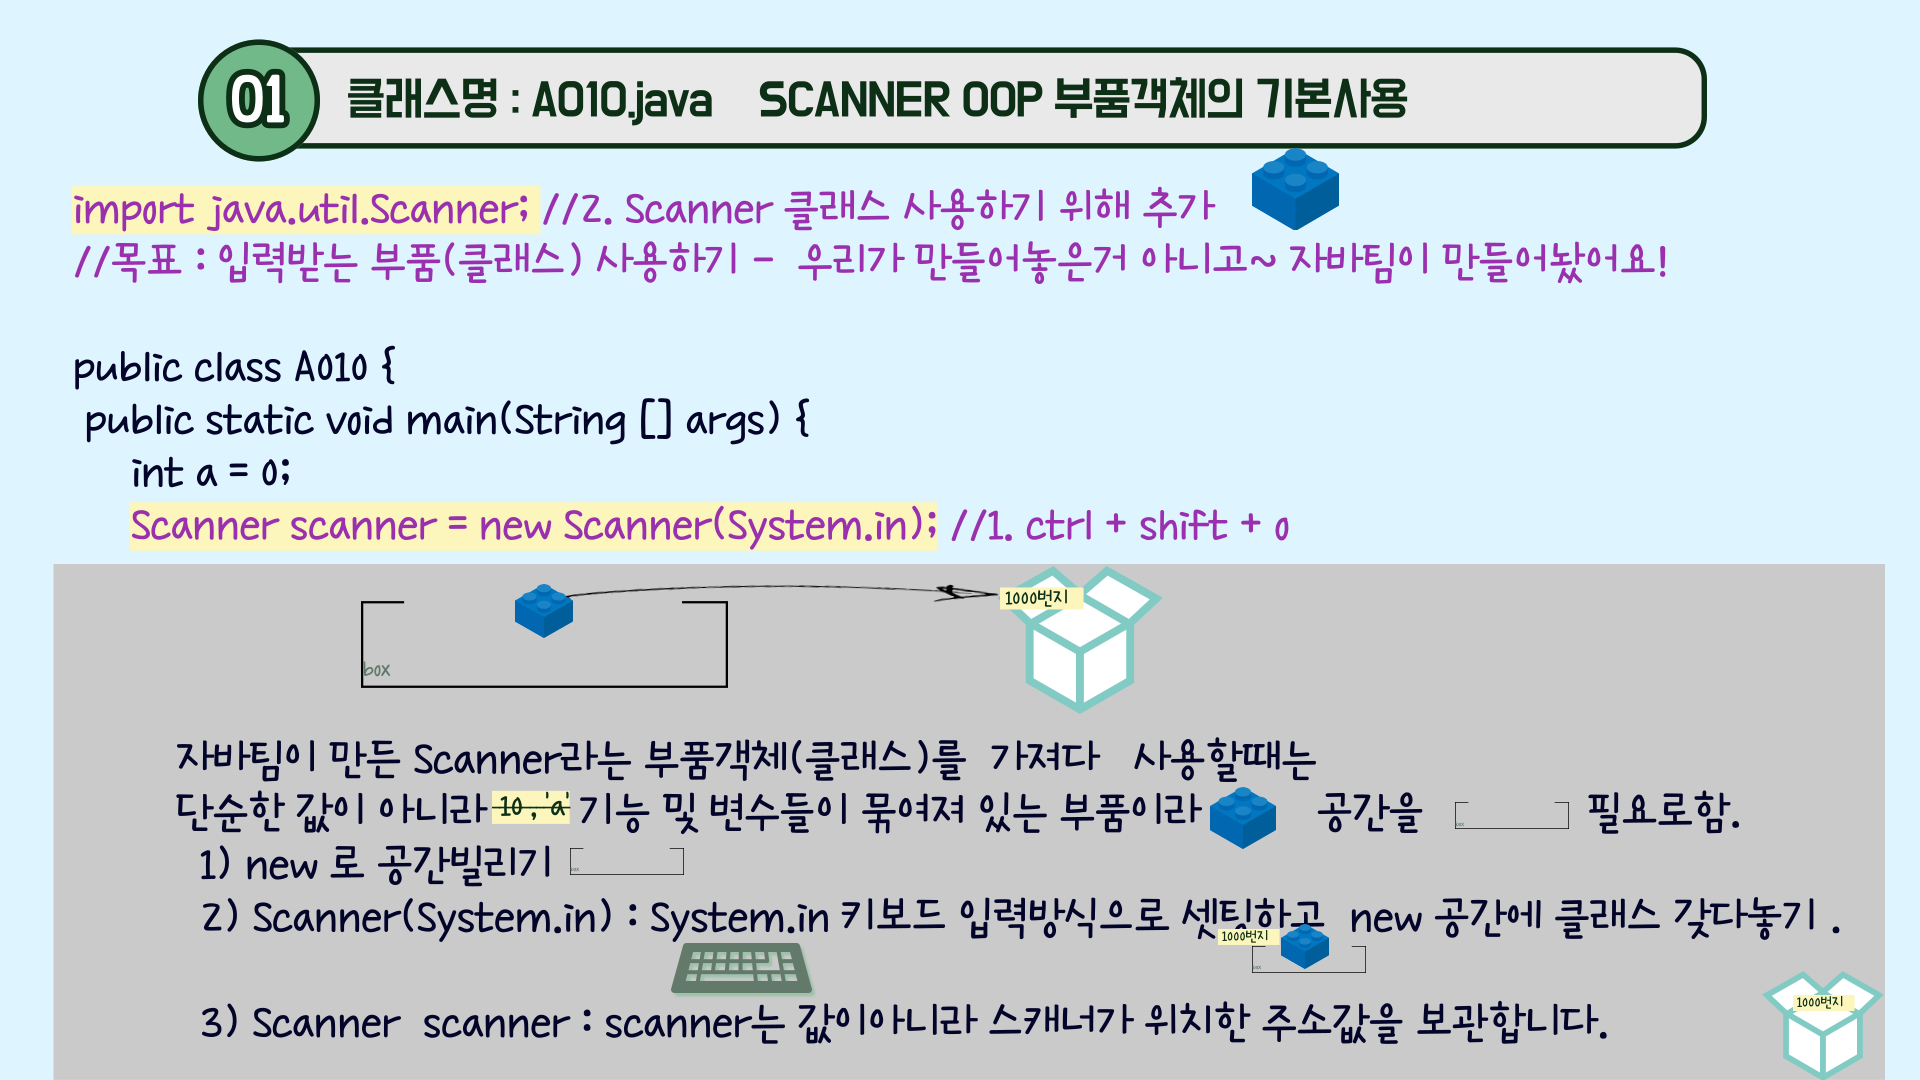 01 클래스명 : A010.java SCANNER OOP 부품객체의 기본사용
import java.util.Scanner; //2. Scanner 클래스 사용하기 위해 추가
//목표 : 입력받는 부품(클래스) 사용하기 - 우리가 만들어놓은거 아니고~ 자바팀이 만들어놨어요!
public class A010 {
public static void main(String [] args) {
int a = 0;
Scanner scanner = new Scanner(System.in); //1. ctrl + shift + o
1000번지
box
자바팀이 만든 Scanner라는 부품객체(클래스)를 가져다 사용할때는
단순한 값이 아니라 10 , 'a' 기능 및 변수들이 묶여져 있는 부품이라 공간을 box 필요로함.
1) new 로 공간빌리기 box
2) Scanner(System.in) : System.in 키보드 입력방식으로 셋팅하고 new 공간에 클래스 갖다놓기 .
1000번지
box
1000번지
3) Scanner scanner : scanner는 값이아니라 스캐너가 위치한 주소값을 보관합니다.